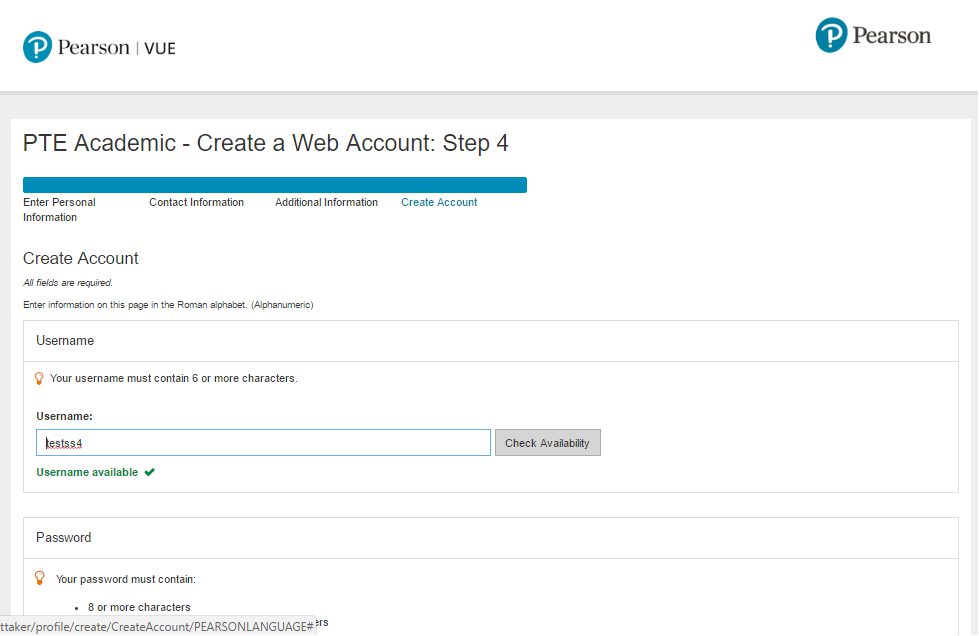 Pearson | VUE
Pearson
PTE Academic - Create a Web Account: Step 4
Enter Personal Information
Contact Information
Additional Information
Create Account
Create Account
All fields are required.
Enter information on this page in the Roman alphabet. (Alphanumeric)
Username
Your username must contain 6 or more characters.
Username:
testss4
Check Availability
Username available
Password
Your password must contain:
• 8 or more characters
ttaker/profile/create/CreateAccount/PEARSONLANGUAGE#